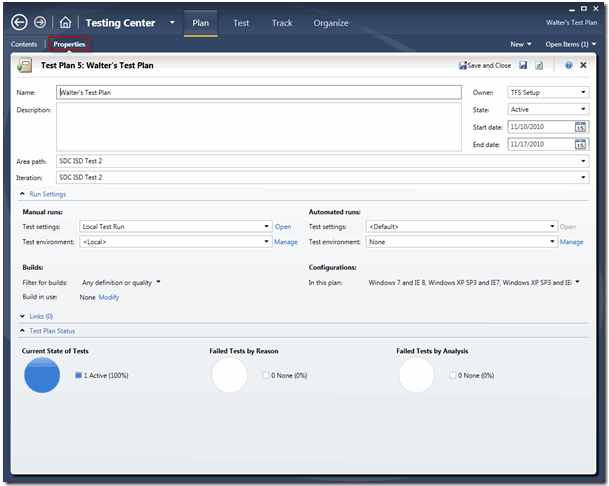 Testing Center Plan Test Track Organize Walter's Test Plan
Contents Properties New Open Items (1)
Test Plan 5: Walter's Test Plan Save and Close
Name: Walter's Test Plan Owner: TFS Setup
Description: State: Active
Start date: 11/10/2010 15
End date: 11/17/2010 15
Area path: SDC ISD Test 2
Iteration: SDC ISD Test 2
Run Settings
Manual runs: Automated runs:
Test settings: Local Test Run Open Test settings: <Default> Open
Test environment: <Local> Manage Test environment: None Manage
Builds: Configurations:
Filter for builds: Any definition or quality In this plan: Windows 7 and IE 8, Windows XP SP3 and IE7, Windows XP SP3 and IE8
Build in use: None Modify
Links (0)
Test Plan Status
Current State of Tests Failed Tests by Reason Failed Tests by Analysis
1 Active (100%) 0 None (0%) 0 None (0%)